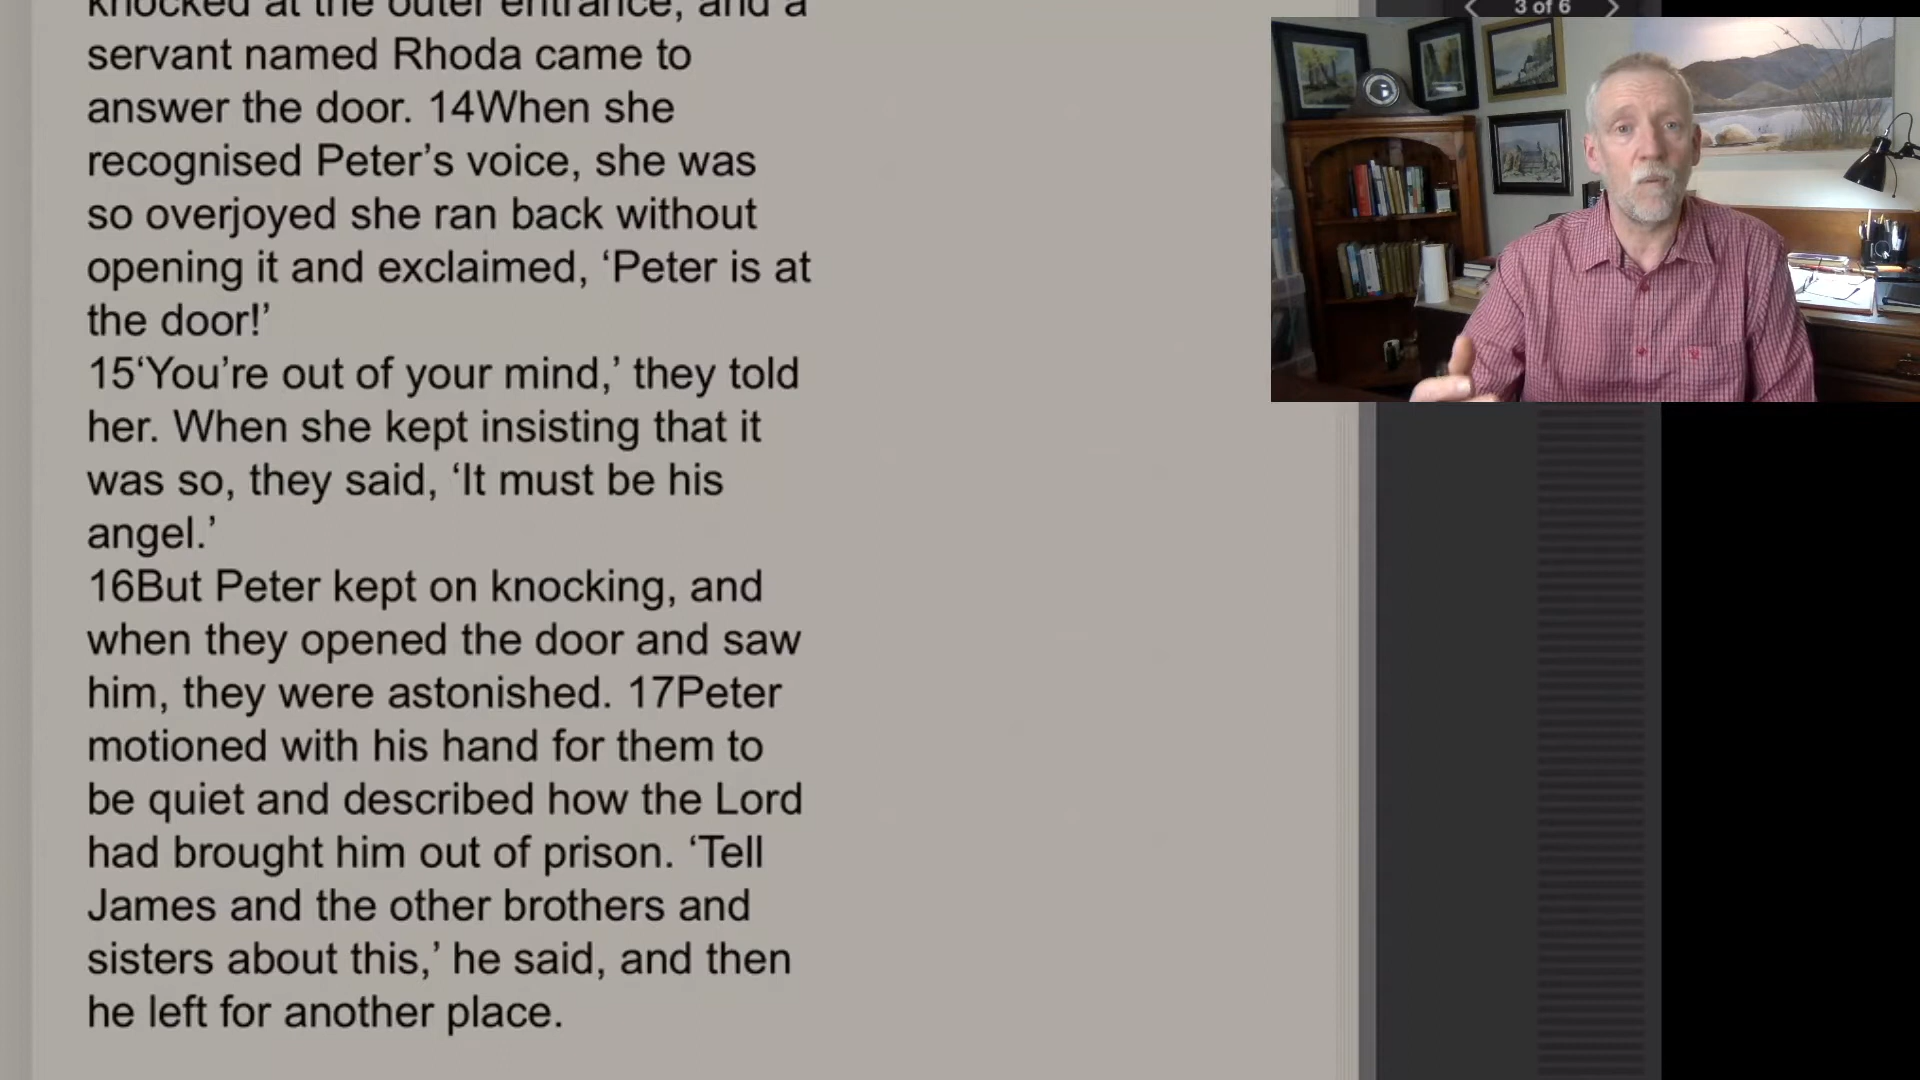 knocked at the outer entrance, and a
servant named Rhoda came to
answer the door. 14When she
recognised Peter’s voice, she was
so overjoyed she ran back without
opening it and exclaimed, ‘Peter is at
the door!’
15‘You’re out of your mind,’ they told
her. When she kept insisting that it
was so, they said, ‘It must be his
angel.’
16But Peter kept on knocking, and
when they opened the door and saw
him, they were astonished. 17Peter
motioned with his hand for them to
be quiet and described how the Lord
had brought him out of prison. ‘Tell
James and the other brothers and
sisters about this,’ he said, and then
he left for another place.
3 of 6